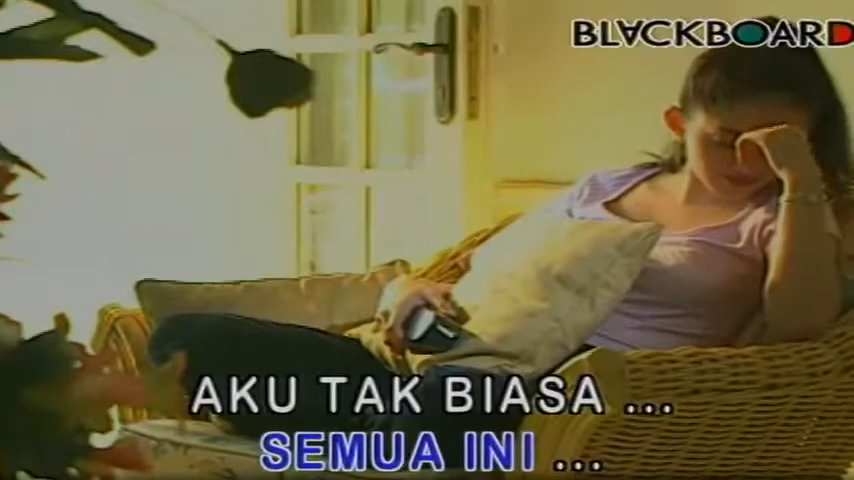 BLACKBOARD
AKU TAK BIASA ...
SEMUA INI ...